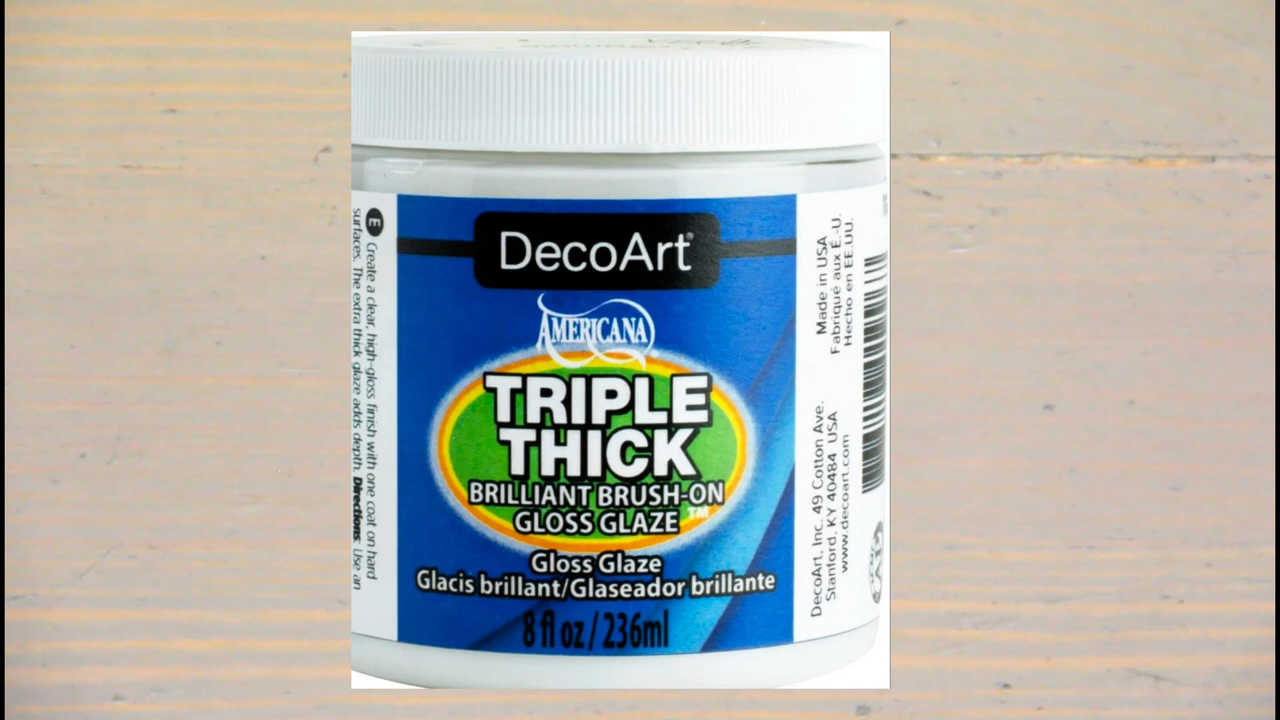 DecoArt®
AMERICANA
TRIPLE
THICK
BRILLIANT BRUSH-ON
GLOSS GLAZE™
Gloss Glaze
Glacis brillant/Glaseador brillante
8 fl oz / 236ml
E Create a clear, high-gloss finish with one coat on hard
surfaces. The extra thick glaze adds depth. Directions: Use an
Made in USA
Fabriqué aux É.-U.
Hecho en EE.UU.
DecoArt, Inc. 49 Cotton Ave.
Stanford, KY 40484 USA
www.decoart.com